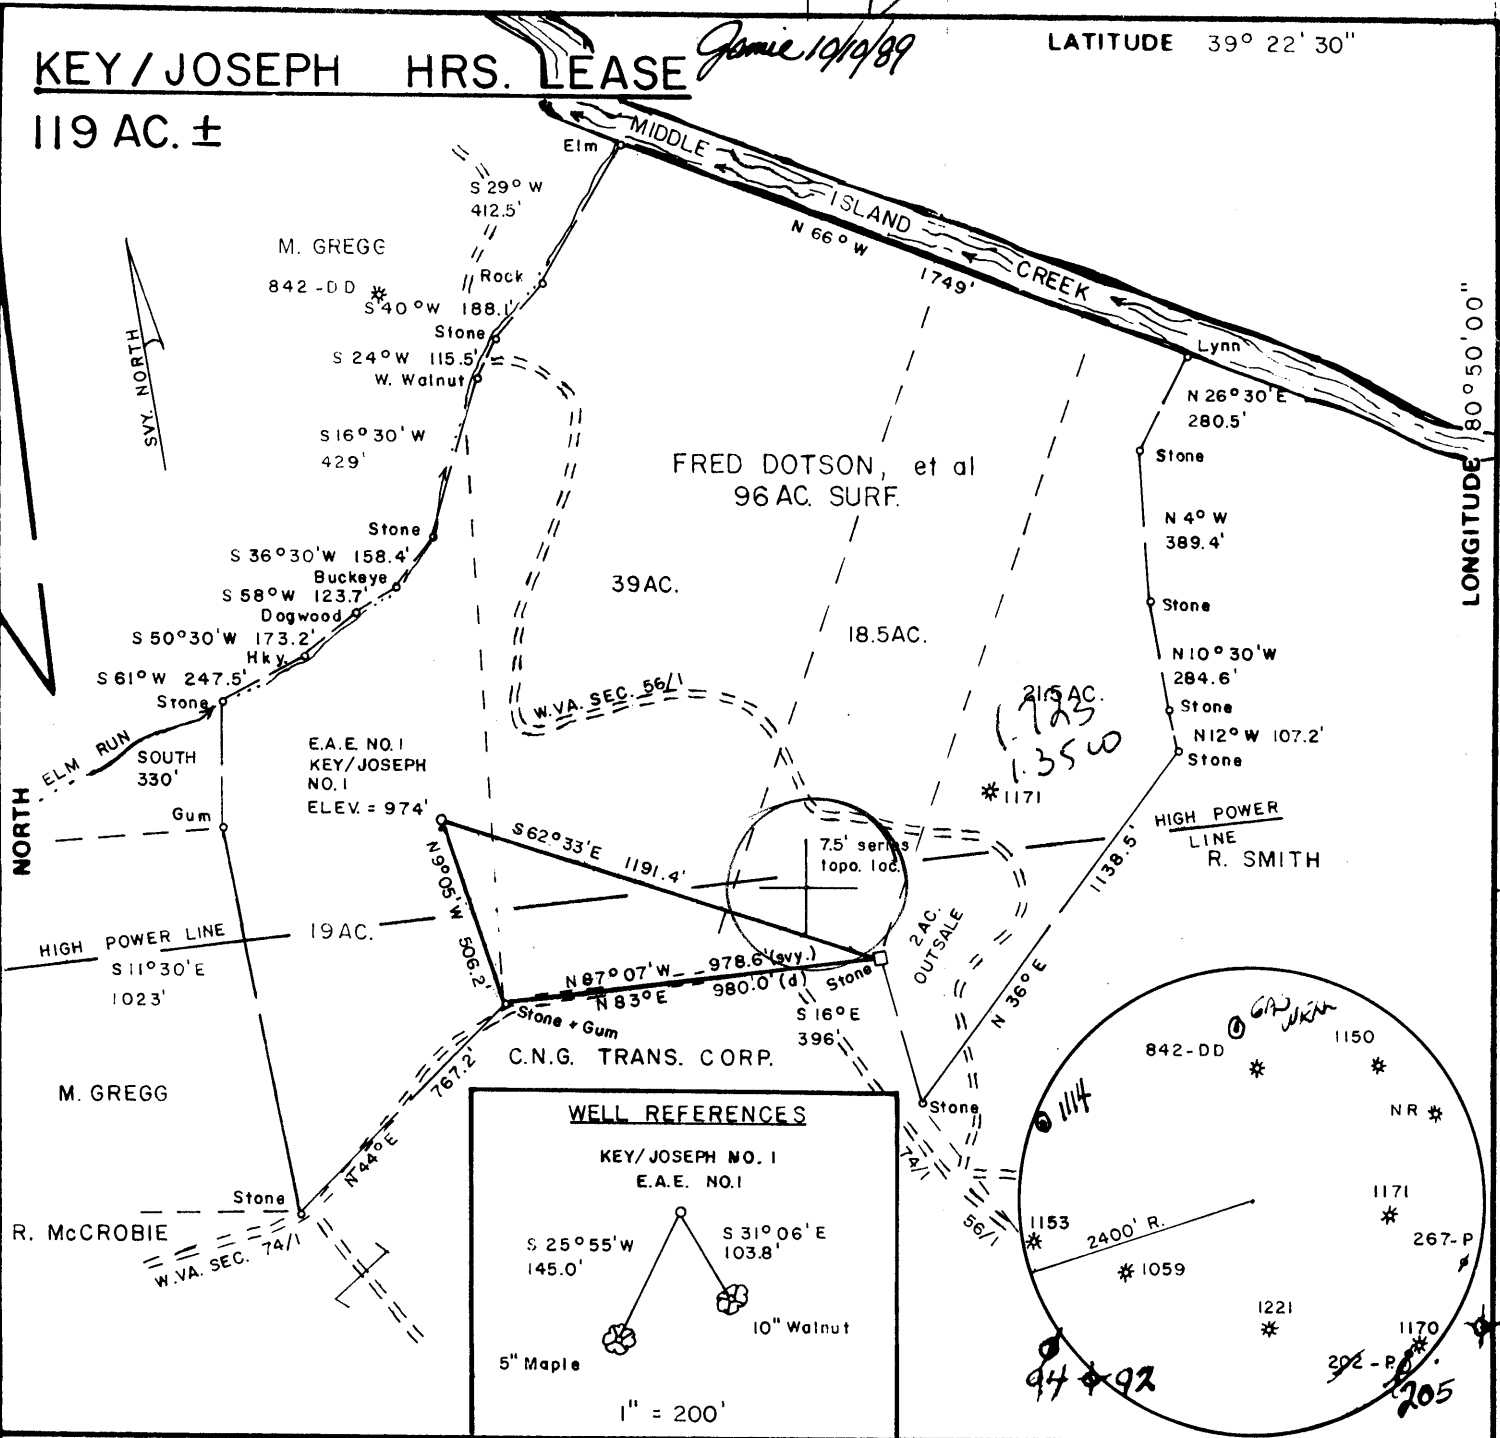 KEY/JOSEPH HRS. LEASE
119 AC. ±
Jamie 10/10/89
LATITUDE 39° 22' 30"
LONGITUDE 80° 50' 00"
MIDDLE ISLAND CREEK
Elm
S 29° W
412.5'
M. GREGG
842-DD
Rock
S 40° W 188.1'
Stone
S 24° W 115.5'
W. Walnut
SVY. NORTH
S 16° 30' W
429'
N 66° W 1749'
Lynn
N 26° 30' E
280.5'
Stone
FRED DOTSON, et al
96 AC. SURF.
N 4° W
389.4'
Stone
Stone
S 36° 30' W 158.4'
Buckeye
S 58° W 123.7'
Dogwood
S 50° 30' W 173.2'
Hky.
S 61° W 247.5'
Stone
39 AC.
18.5 AC.
N 10° 30' W
284.6'
Stone
21.5 AC.
1.725
1.3500
N 12° W 107.2'
Stone
W. VA. SEC. 56/1
ELM RUN
SOUTH
330'
NORTH
E.A.E. NO. 1
KEY/JOSEPH
NO. 1
ELEV. = 974'
Gum
1171
HIGH POWER
LINE
R. SMITH
S 62° 33' E 1191.4'
7.5' series
topo. loc.
1138.5'
N 36° E
N 9° 05' W 506.2'
19 AC.
HIGH POWER LINE
S 11° 30' E
1023'
2 AC.
OUTSALE
N 87° 07' W 978.6' (svy.)
N 83° E 980.0' (d)
Stone
Stone + Gum
S 16° E
396'
C.N.G. TRANS. CORP.
767.2'
N 44° E
M. GREGG
Stone
Stone
R. McCROBIE
W. VA. SEC. 74/1
74/1
56/1
WELL REFERENCES
KEY/JOSEPH NO. 1
E.A.E. NO. 1
S 25° 55' W
145.0'
S 31° 06' E
103.8'
10" Walnut
5" Maple
1" = 200'
GAS
842-DD
1150
1114
NR
1171
1153
2400' R.
267-P
1059
1221
1170
202-P
94
92
205